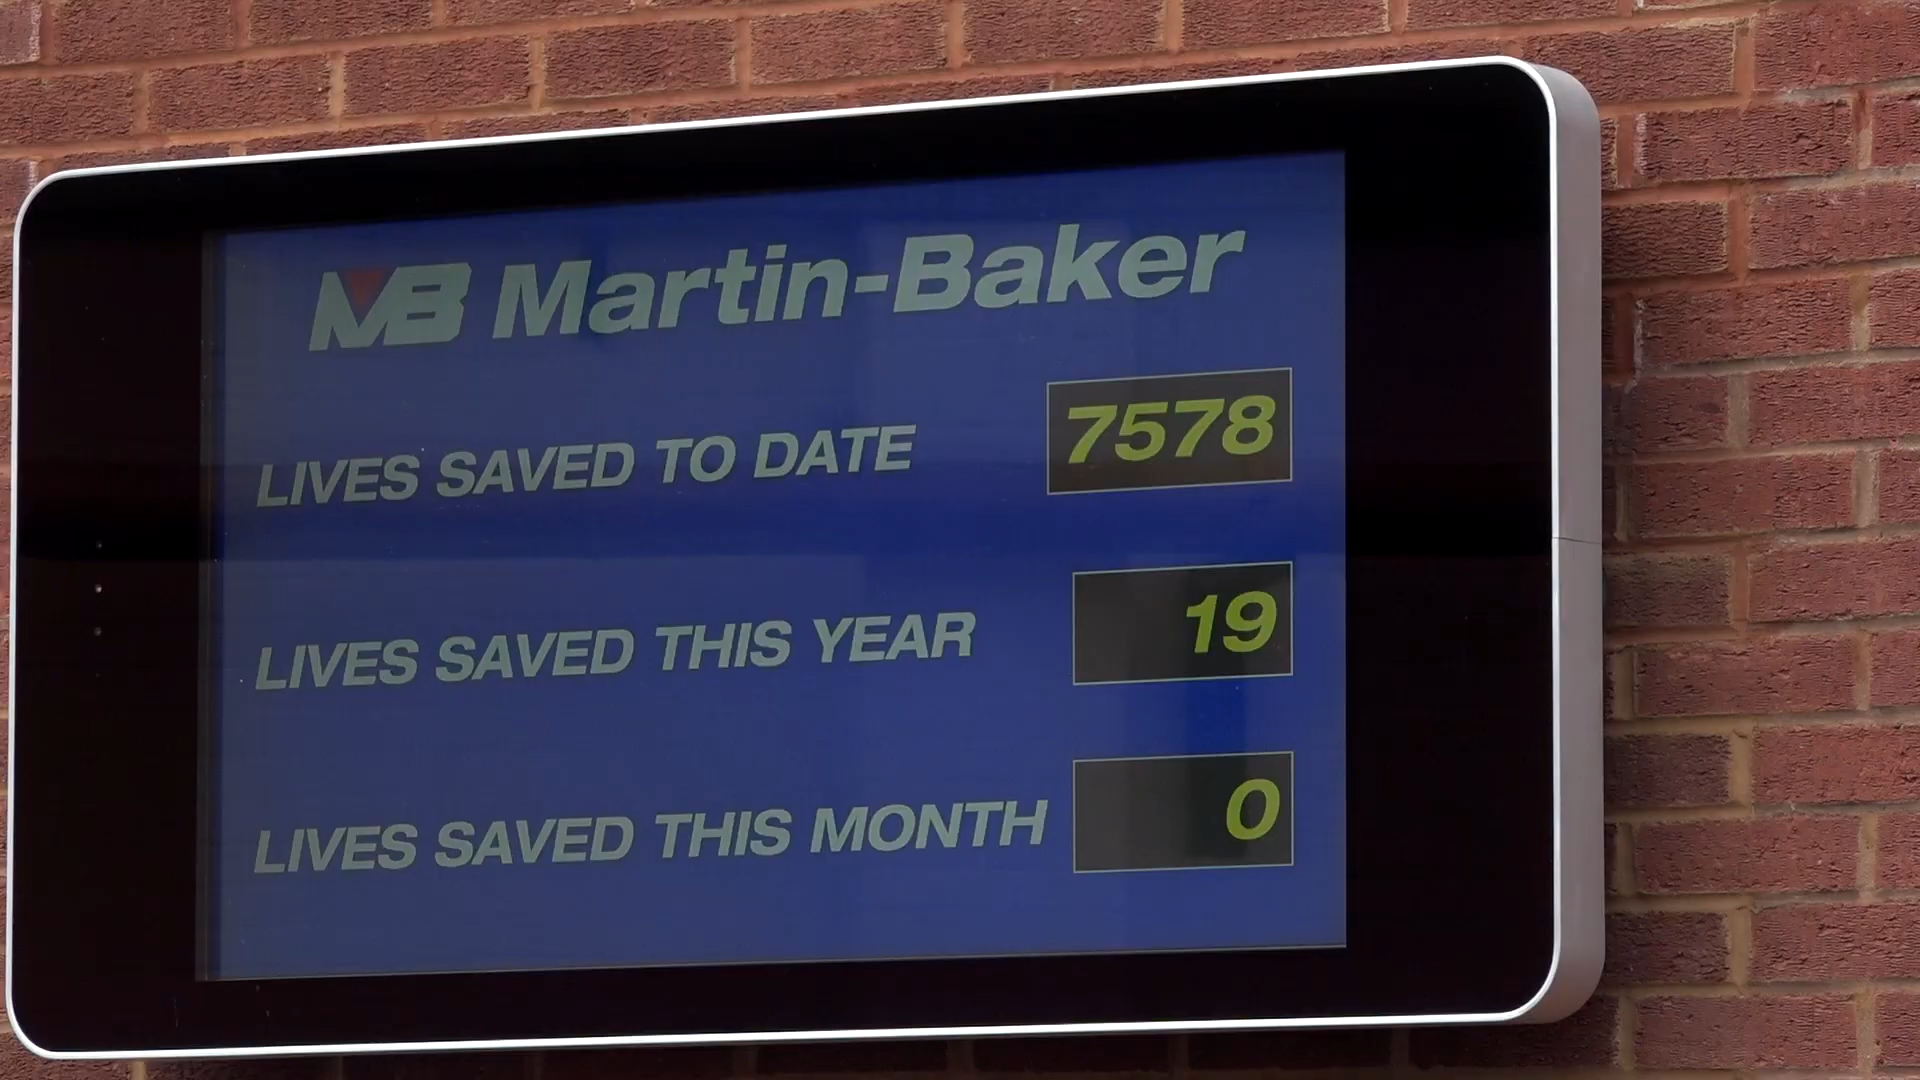 MB Martin-Baker
LIVES SAVED TO DATE 7578
LIVES SAVED THIS YEAR 19
LIVES SAVED THIS MONTH 0